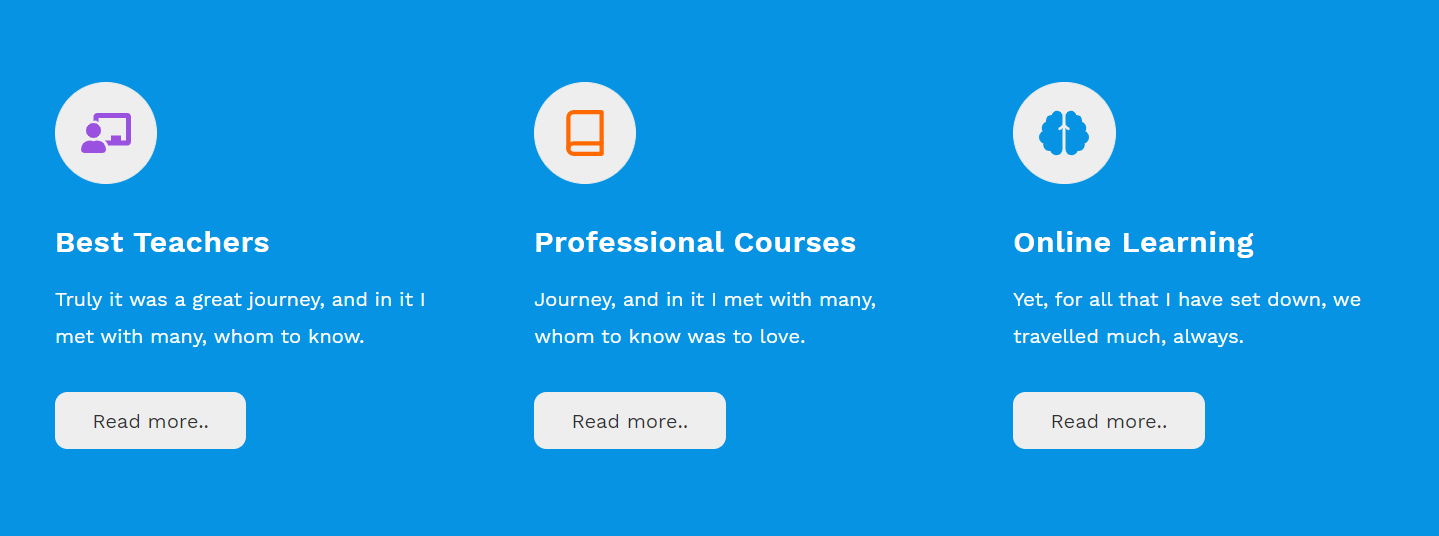 Best Teachers
Truly it was a great journey, and in it I
met with many, whom to know.
Read more..
Professional Courses
Journey, and in it I met with many,
whom to know was to love.
Read more..
Online Learning
Yet, for all that I have set down, we
travelled much, always.
Read more..